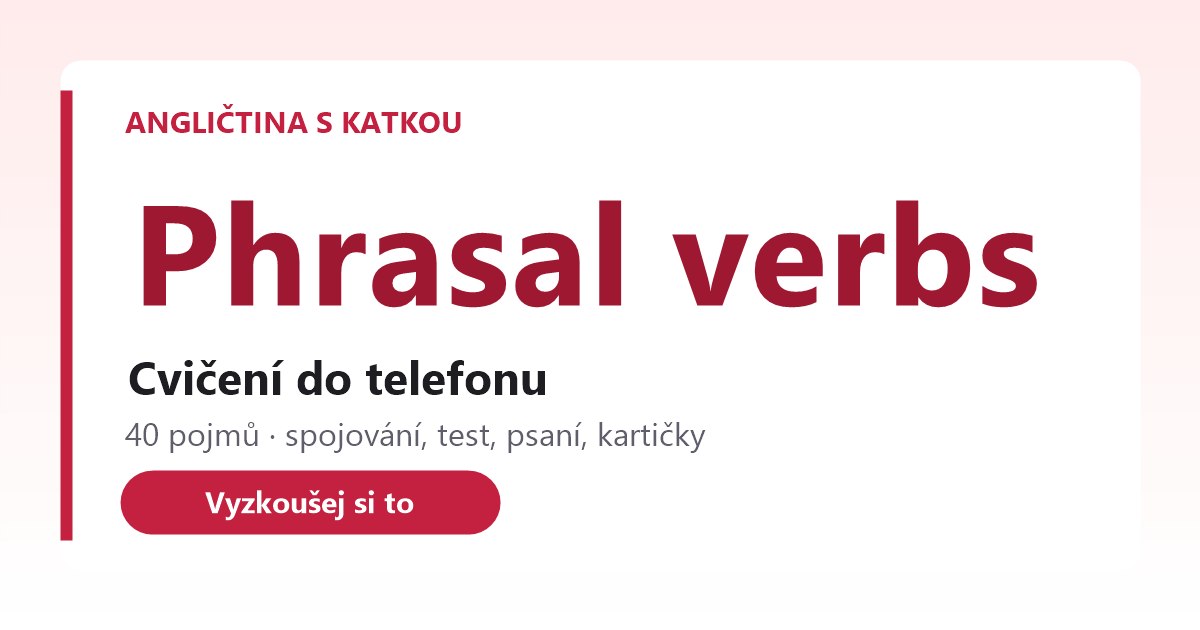 ANGLIČTINA S KATKOU
Phrasal verbs
Cvičení do telefonu
40 pojmů · spojování, test, psaní, kartičky
Vyzkoušej si to